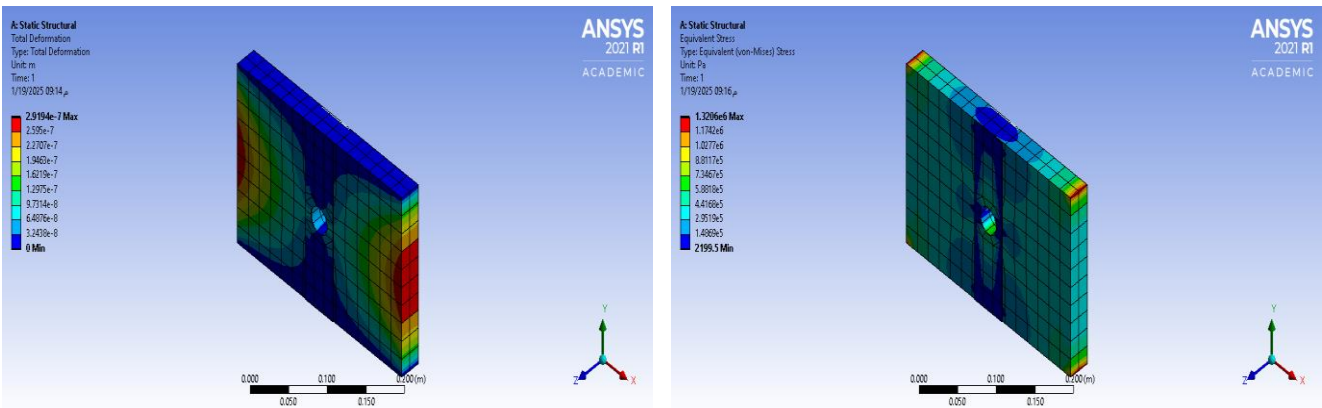 A: Static Structural
Total Deformation
Type: Total Deformation
Unit: m
Time: 1
1/19/2025 09:14 م
2.9194e-7 Max
2.595e-7
2.2707e-7
1.9463e-7
1.6219e-7
1.2975e-7
9.7314e-8
6.4876e-8
3.2438e-8
0 Min
ANSYS
2021 R1
ACADEMIC
Y
Z
X
0.000
0.100
0.200 (m)
0.050
0.150
A: Static Structural
Equivalent Stress
Type: Equivalent (von-Mises) Stress
Unit: Pa
Time: 1
1/19/2025 09:16 م
1.3206e6 Max
1.1742e6
1.0277e6
8.8117e5
7.3467e5
5.8818e5
4.4168e5
2.9519e5
1.4869e5
2199.5 Min
ANSYS
2021 R1
ACADEMIC
Y
Z
X
0.000
0.100
0.200 (m)
0.050
0.150